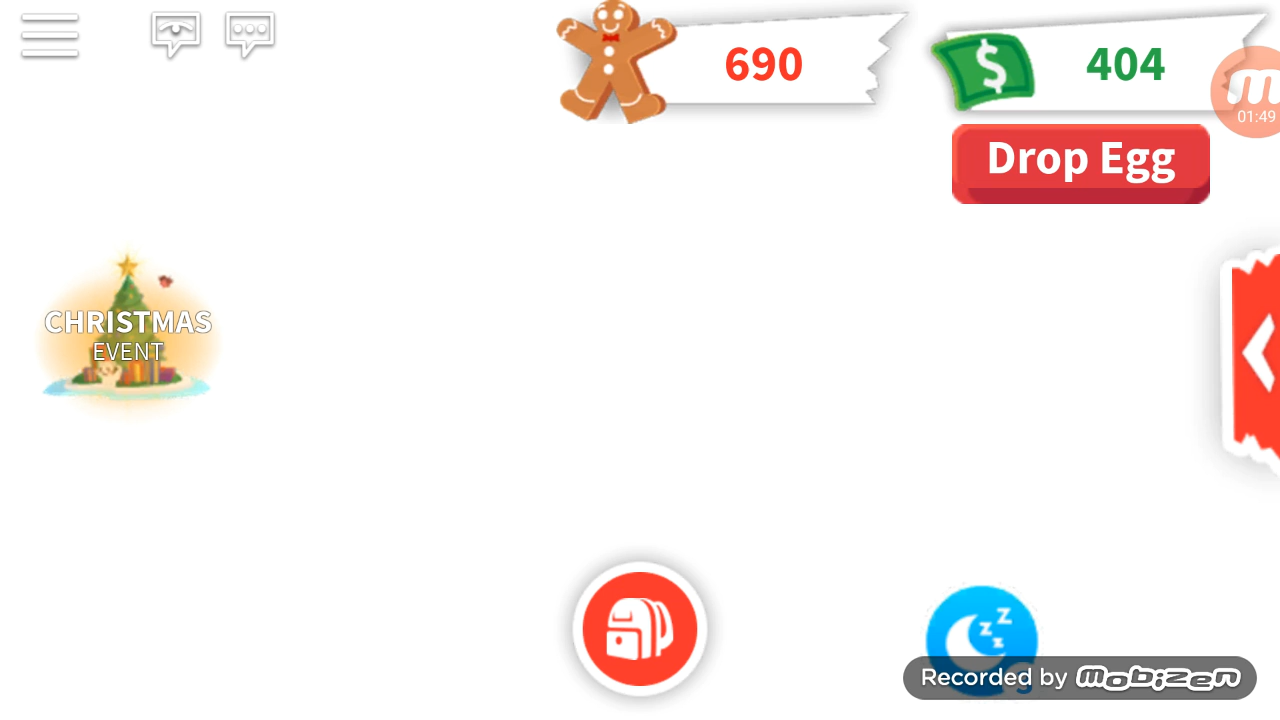 690
$ 404
01:49
Drop Egg
CHRISTMAS
EVENT
z z z
Recorded by mobizen